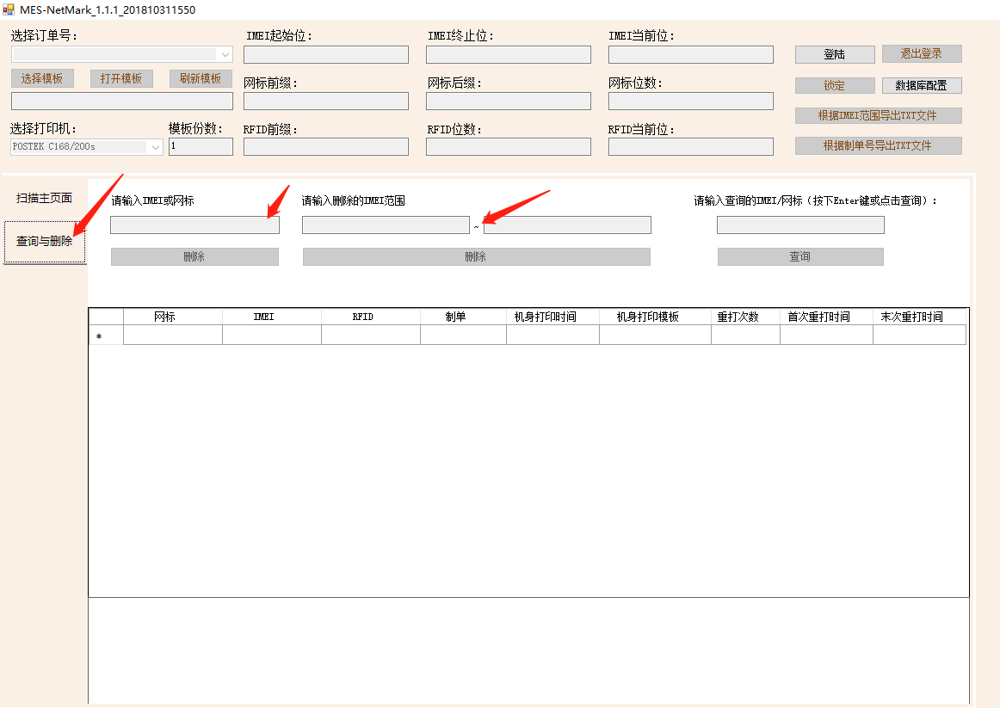 MES-NetMark_1.1.1_201810311550
选择订单号: IMEI起始位: IMEI终止位: IMEI当前位:
登陆 退出登录
选择模板 打开模板 刷新模板 网标前缀: 网标后缀: 网标位数:
锁定 数据库配置
根据IMEI范围导出TXT文件
选择打印机: 模板份数: RFID前缀: RFID位数: RFID当前位:
POSTEK C168/200s 1 根据制单号导出TXT文件
扫描主页面 请输入IMEI或网标 请输入删除的IMEI范围 请输入查询的IMEI/网标(按下Enter键或点击查询):
~
查询与删除
删除 删除 查询
网标 IMEI RFID 制单 机身打印时间 机身打印模板 重打次数 首次重打时间 末次重打时间
*